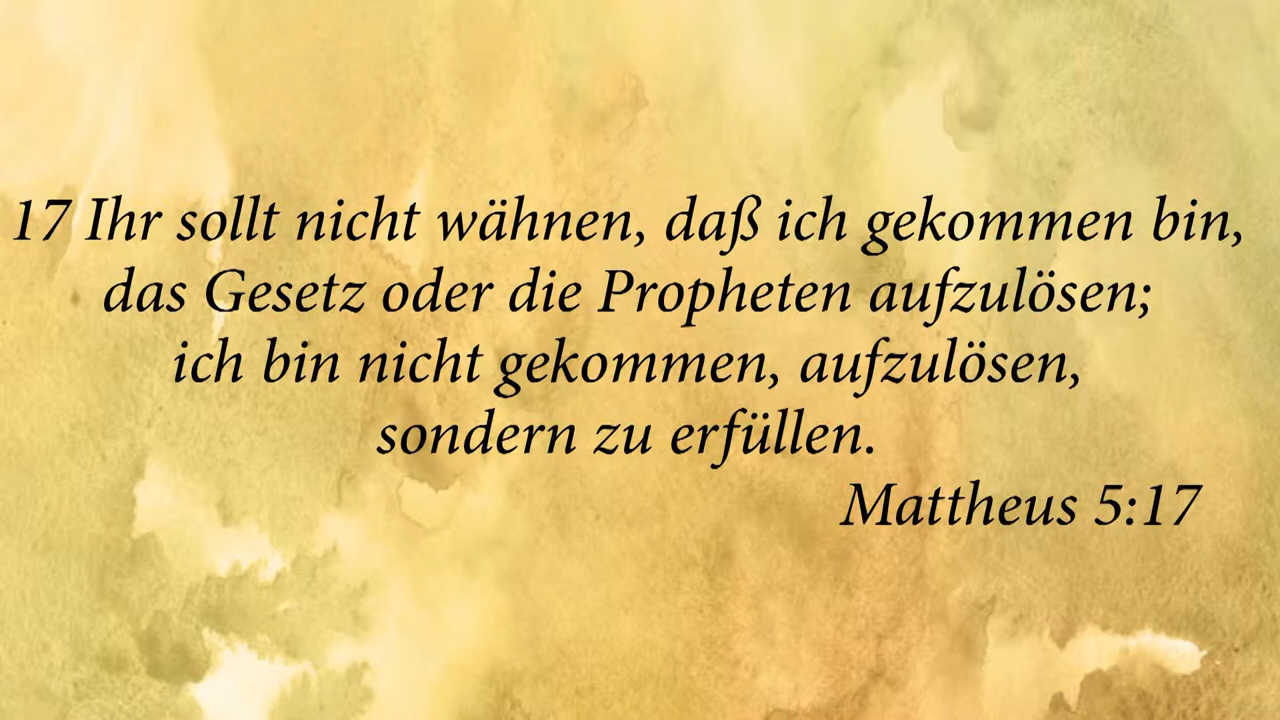 17 Ihr sollt nicht wähnen, daß ich gekommen bin,
das Gesetz oder die Propheten aufzulösen;
ich bin nicht gekommen, aufzulösen,
sondern zu erfüllen.
Mattheus 5:17